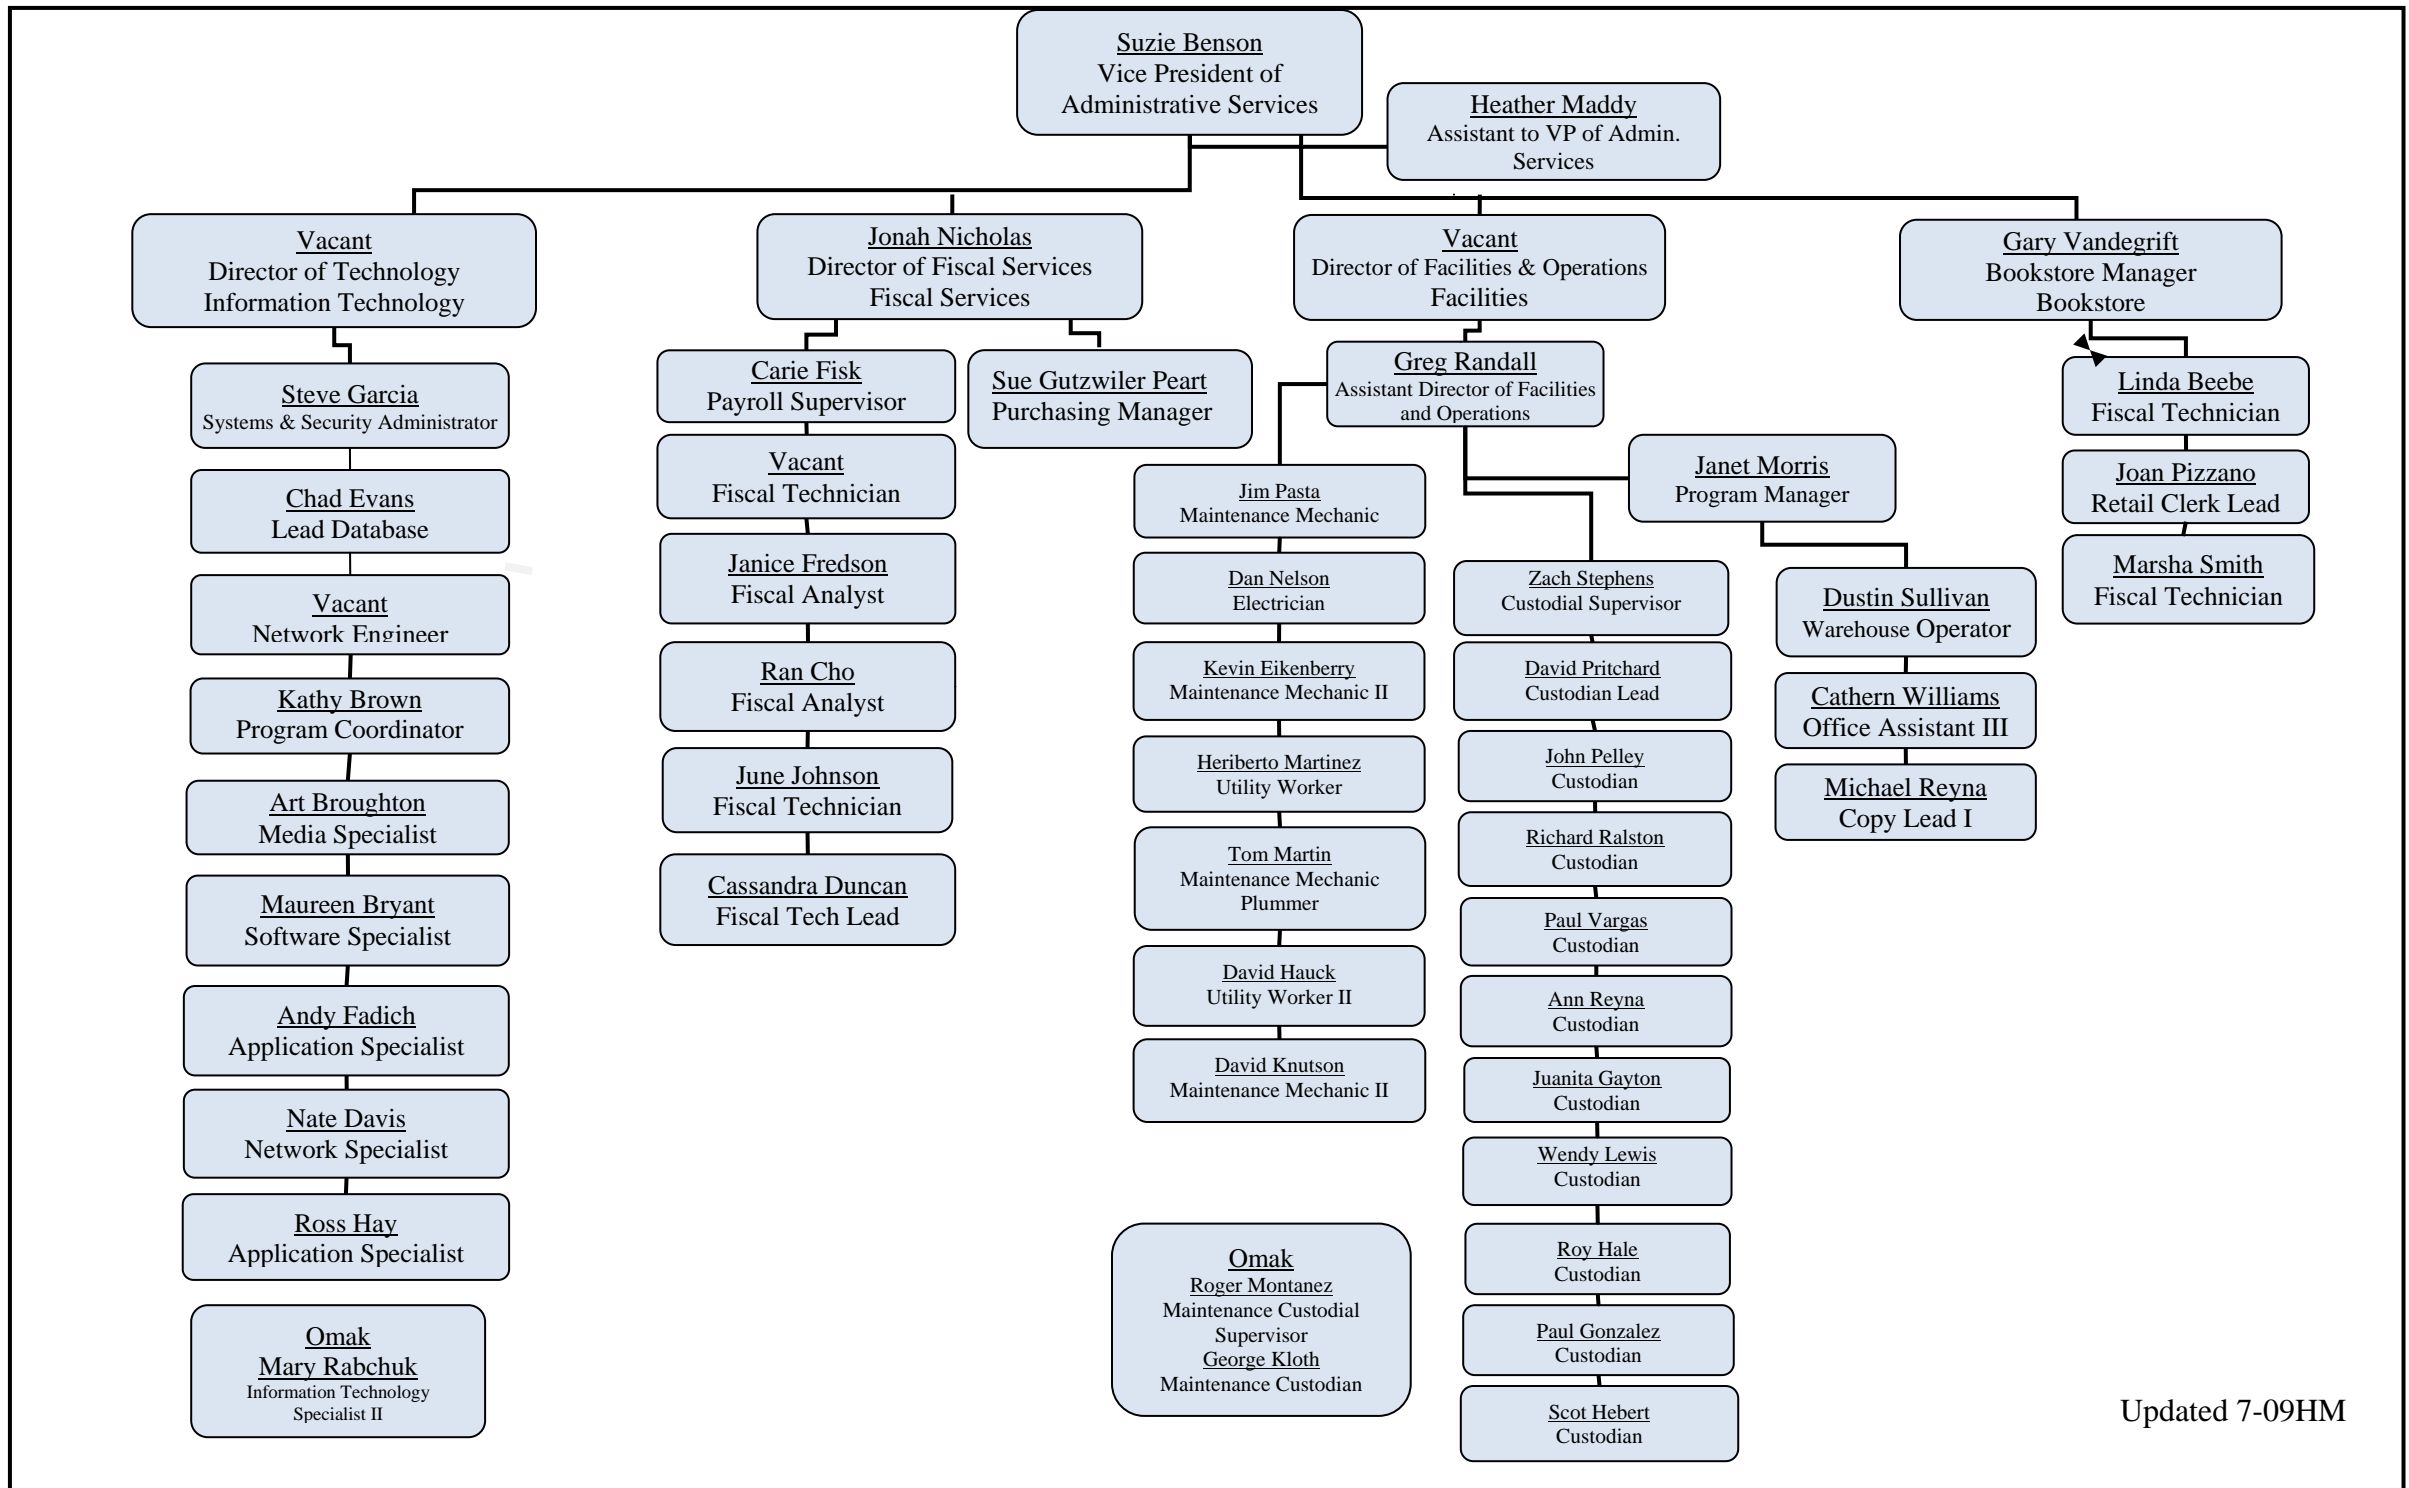 Suzie Benson
Vice President of
Administrative Services
Heather Maddy
Assistant to VP of Admin.
Services
Vacant
Director of Technology
Information Technology
Jonah Nicholas
Director of Fiscal Services
Fiscal Services
Vacant
Director of Facilities & Operations
Facilities
Gary Vandegrift
Bookstore Manager
Bookstore
Steve Garcia
Systems & Security Administrator
Chad Evans
Lead Database
Vacant
Network Engineer
Kathy Brown
Program Coordinator
Art Broughton
Media Specialist
Maureen Bryant
Software Specialist
Andy Fadich
Application Specialist
Nate Davis
Network Specialist
Ross Hay
Application Specialist
Omak
Mary Rabchuk
Information Technology
Specialist II
Carie Fisk
Payroll Supervisor
Vacant
Fiscal Technician
Janice Fredson
Fiscal Analyst
Ran Cho
Fiscal Analyst
June Johnson
Fiscal Technician
Cassandra Duncan
Fiscal Tech Lead
Sue Gutzwiler Peart
Purchasing Manager
Greg Randall
Assistant Director of Facilities
and Operations
Jim Pasta
Maintenance Mechanic
Dan Nelson
Electrician
Kevin Eikenberry
Maintenance Mechanic II
Heriberto Martinez
Utility Worker
Tom Martin
Maintenance Mechanic
Plummer
David Hauck
Utility Worker II
David Knutson
Maintenance Mechanic II
Omak
Roger Montanez
Maintenance Custodial
Supervisor
George Kloth
Maintenance Custodian
Zach Stephens
Custodial Supervisor
David Pritchard
Custodian Lead
John Pelley
Custodian
Richard Ralston
Custodian
Paul Vargas
Custodian
Ann Reyna
Custodian
Juanita Gayton
Custodian
Wendy Lewis
Custodian
Roy Hale
Custodian
Paul Gonzalez
Custodian
Scot Hebert
Custodian
Janet Morris
Program Manager
Dustin Sullivan
Warehouse Operator
Cathern Williams
Office Assistant III
Michael Reyna
Copy Lead I
Linda Beebe
Fiscal Technician
Joan Pizzano
Retail Clerk Lead
Marsha Smith
Fiscal Technician
Updated 7-09HM